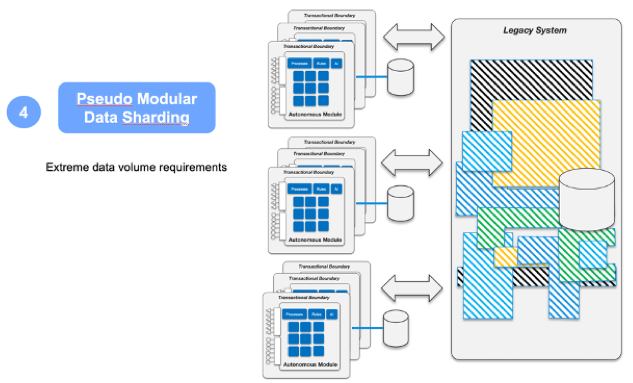 4
Pseudo Modular
Data Sharding
Extreme data volume requirements
Transactional Boundary
Transactional Boundary
Transactional Boundary
Processes Rules AI
Autonomous Module
Transactional Boundary
Transactional Boundary
Transactional Boundary
Processes Rules AI
Autonomous Module
Transactional Boundary
Transactional Boundary
Transactional Boundary
Processes Rules AI
Autonomous Module
Legacy System